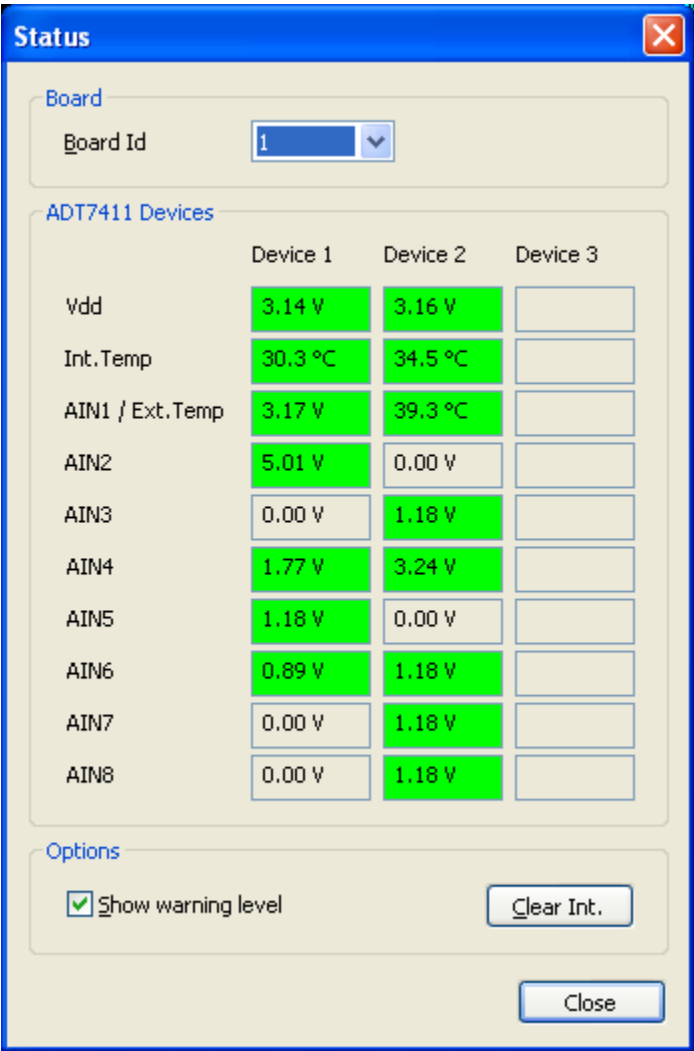 Status
Board
Board Id 1
ADT7411 Devices
Device 1 Device 2 Device 3
Vdd 3.14 V 3.16 V
Int.Temp 30.3 °C 34.5 °C
AIN1 / Ext.Temp 3.17 V 39.3 °C
AIN2 5.01 V 0.00 V
AIN3 0.00 V 1.18 V
AIN4 1.77 V 3.24 V
AIN5 1.18 V 0.00 V
AIN6 0.89 V 1.18 V
AIN7 0.00 V 1.18 V
AIN8 0.00 V 1.18 V
Options
Show warning level Clear Int.
Close